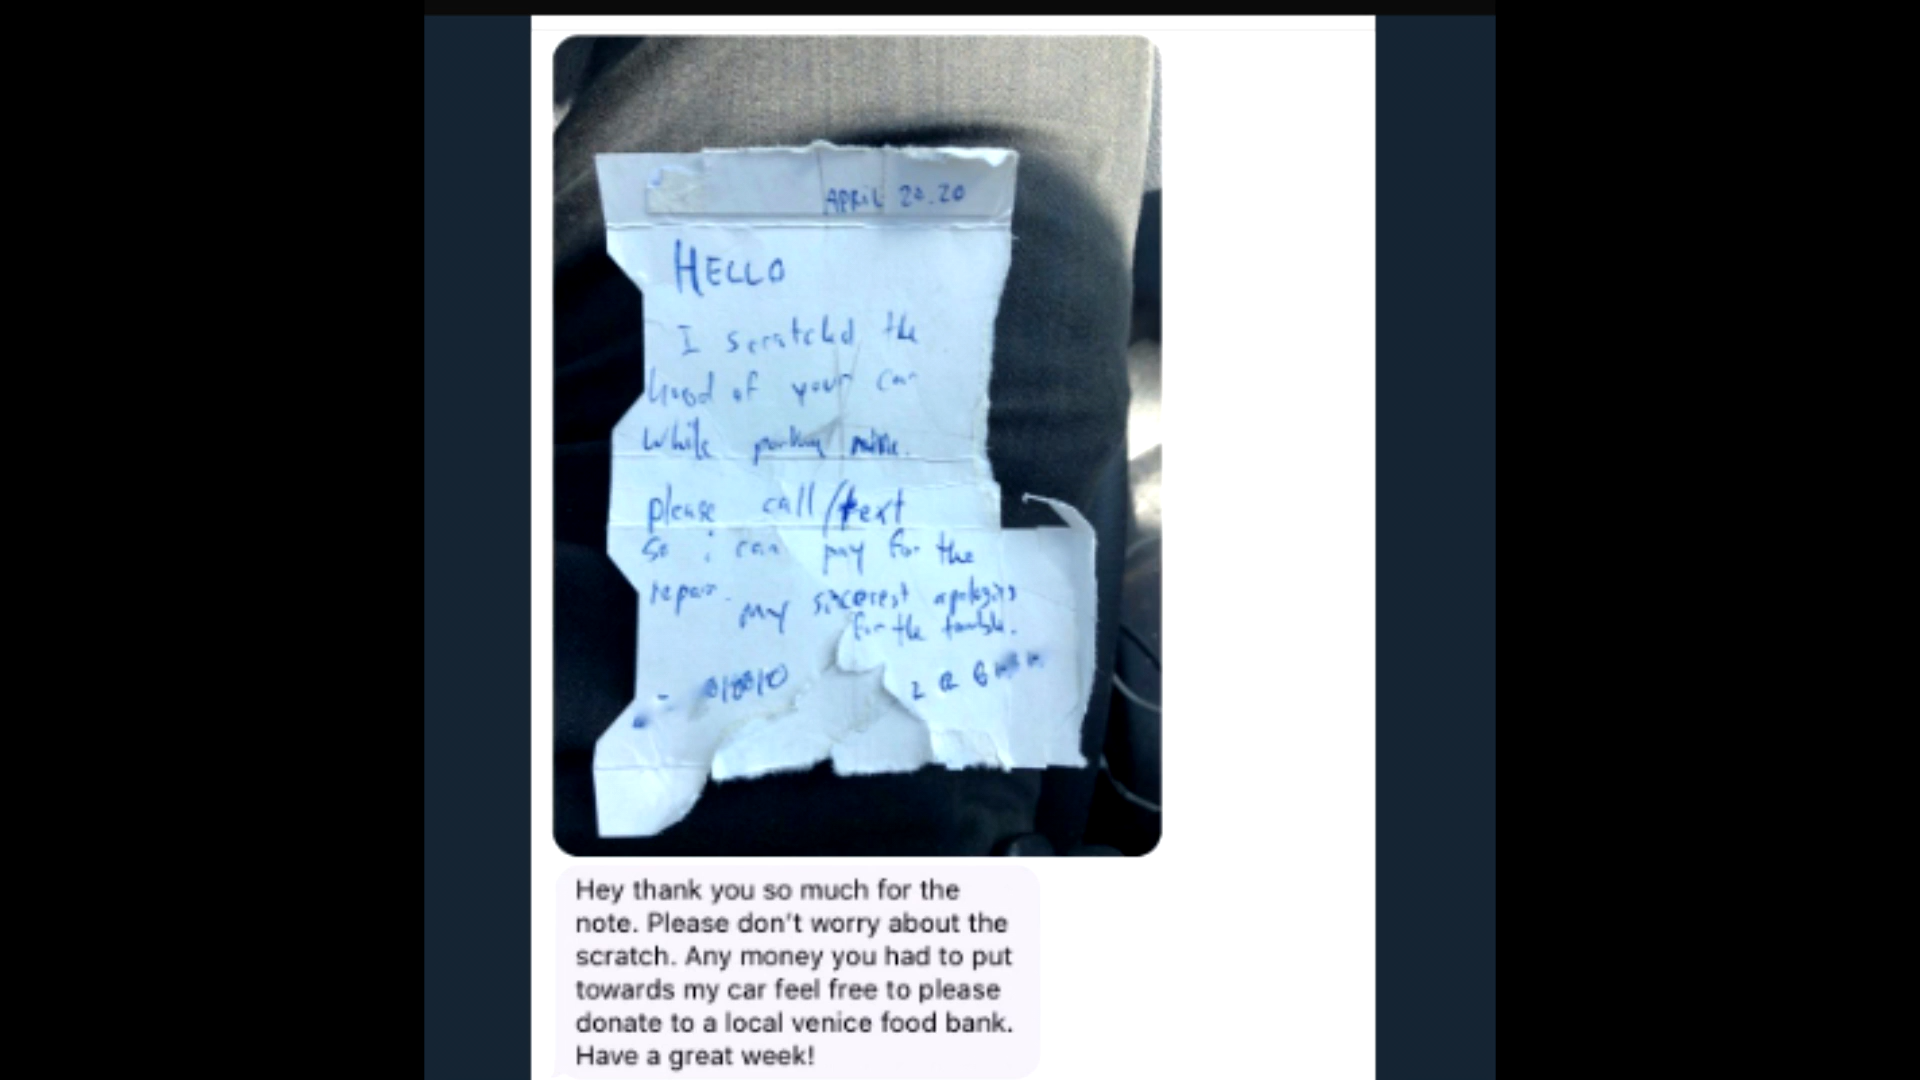 APRIL 20.20
HELLO
I scratchd the
hood of your car
while parking mine.
please call/text
so i can pay for the
repair. my sincerest apologies
for the trouble.
Hey thank you so much for the
note. Please don't worry about the
scratch. Any money you had to put
towards my car feel free to please
donate to a local venice food bank.
Have a great week!